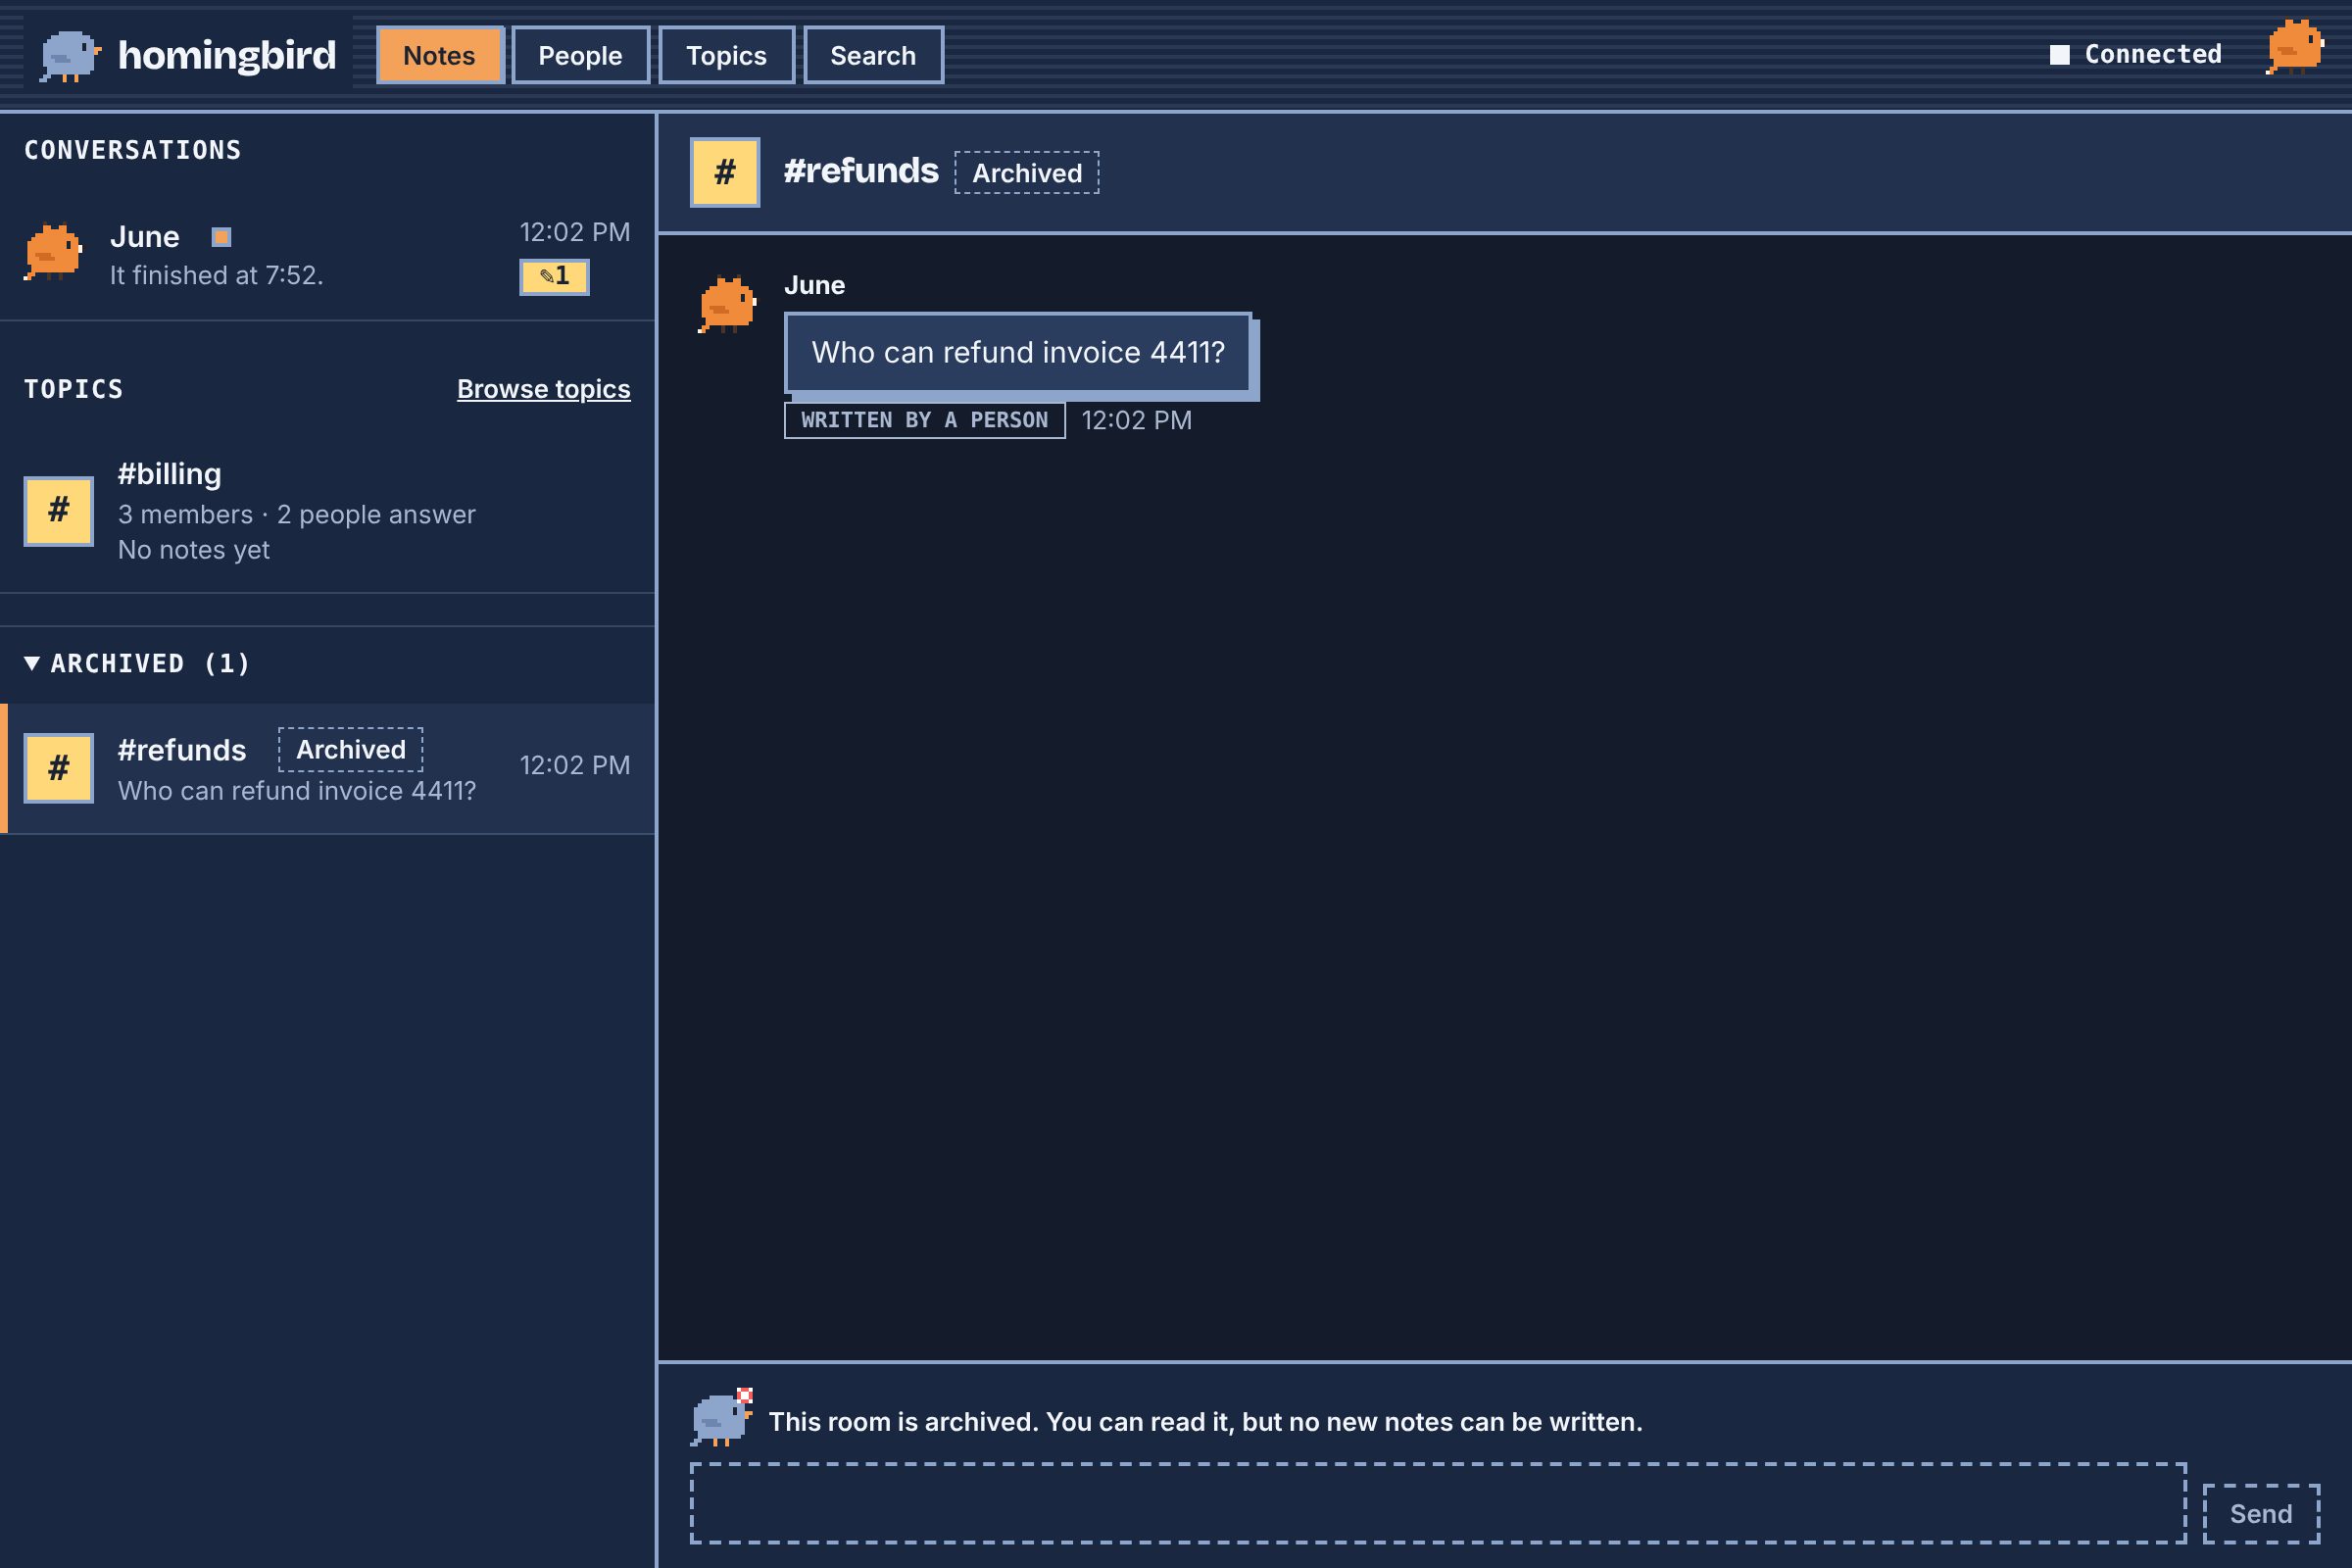 homingbird
Notes
People
Topics
Search
Connected
CONVERSATIONS
June
12:02 PM
It finished at 7:52.
✎1
TOPICS
Browse topics
#
#billing
3 members · 2 people answer
No notes yet
▼ ARCHIVED (1)
#
#refunds
Archived
12:02 PM
Who can refund invoice 4411?
#
#refunds
Archived
June
Who can refund invoice 4411?
WRITTEN BY A PERSON
12:02 PM
This room is archived. You can read it, but no new notes can be written.
Send